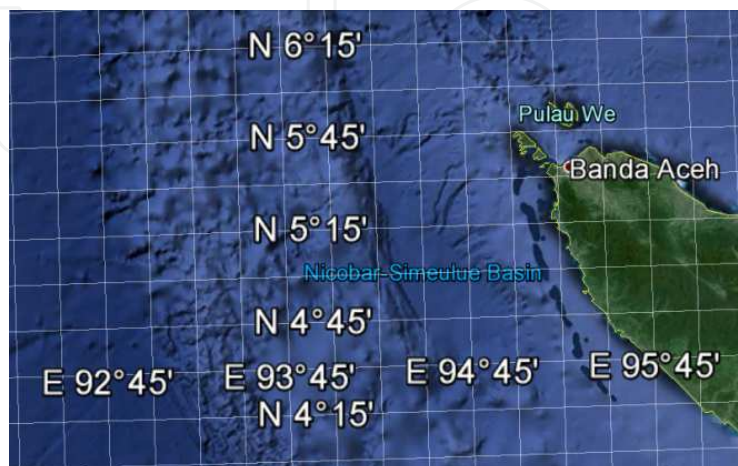 N 6°15'
Pulau We
N 5°45'
Banda Aceh
N 5°15'
Nicobar-Simeulue Basin
N 4°45'
E 92°45' E 93°45' E 94°45' E 95°45'
N 4°15'